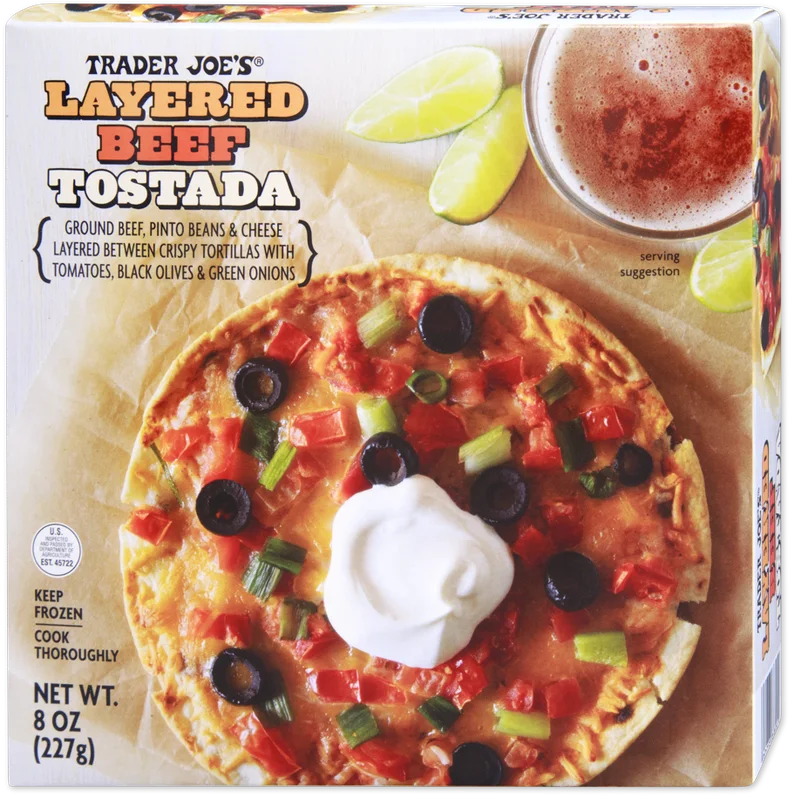 TRADER JOE'S®
LAYERED
BEEF
TOSTADA
GROUND BEEF, PINTO BEANS & CHEESE
LAYERED BETWEEN CRISPY TORTILLAS WITH
TOMATOES, BLACK OLIVES & GREEN ONIONS
serving
suggestion
U.S.
INSPECTED
AND PASSED BY
DEPARTMENT OF
AGRICULTURE
EST. 45722
KEEP
FROZEN
COOK
THOROUGHLY
NET WT.
8 OZ
(227g)
TRADER JOE'S